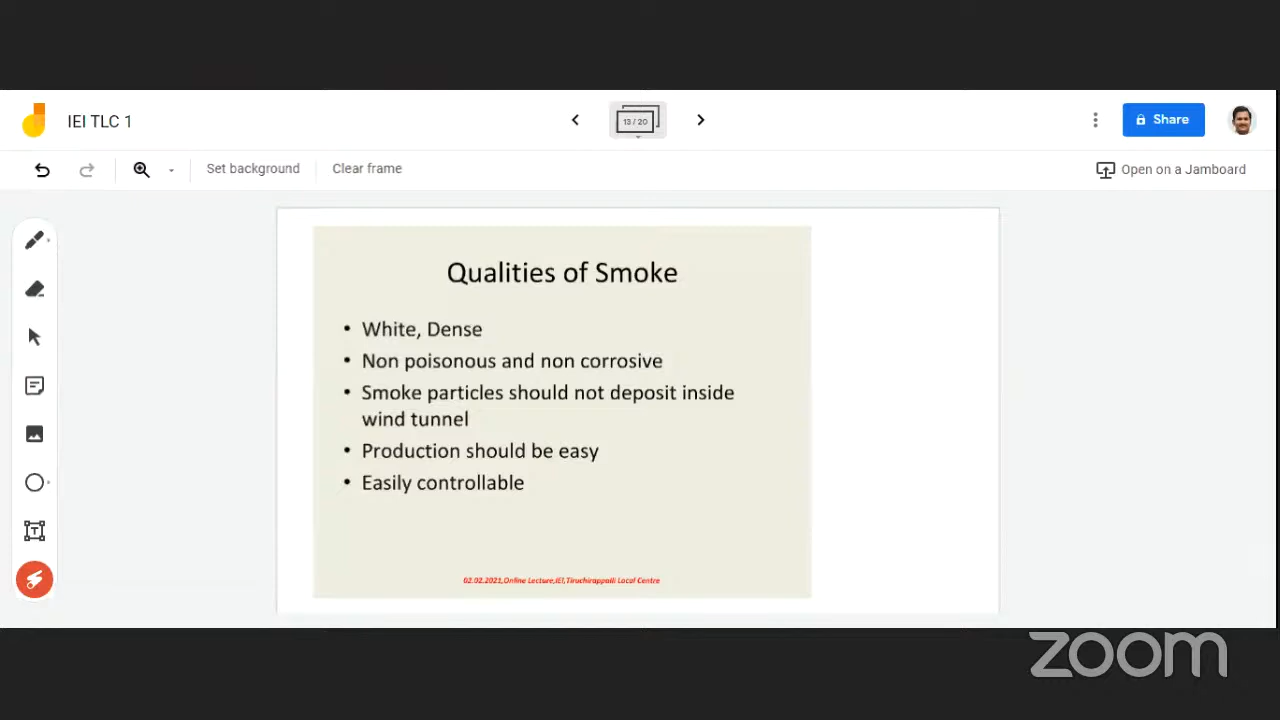 IEI TLC 1
13 / 20
Share
Set background
Clear frame
Open on a Jamboard
Qualities of Smoke
• White, Dense
• Non poisonous and non corrosive
• Smoke particles should not deposit inside
wind tunnel
• Production should be easy
• Easily controllable
02.02.2021,Online Lecture,IEI,Tiruchirappalli Local Centre
zoom